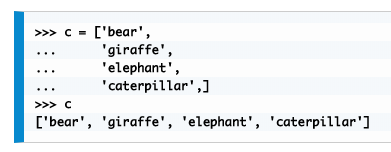 >>> c = ['bear',
...      'giraffe',
...      'elephant',
...      'caterpillar',]
>>> c
['bear', 'giraffe', 'elephant', 'caterpillar']